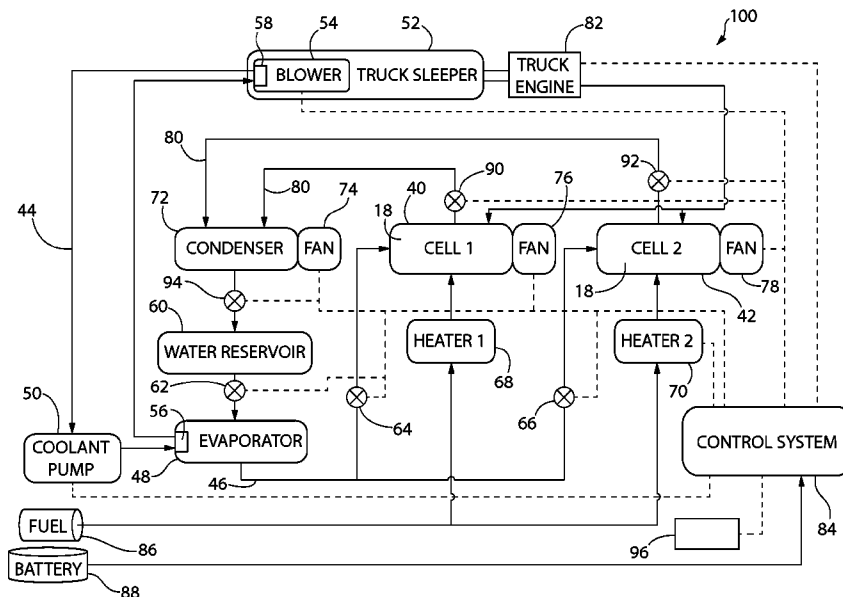 100
58
54
52
82
BLOWER
TRUCK SLEEPER
TRUCK
ENGINE
80
92
90
80
76
44
72
74
40
18
CONDENSER
FAN
CELL 1
FAN
CELL 2
FAN
18
78
42
94
60
WATER RESERVOIR
HEATER 1
HEATER 2
68
70
62
64
66
50
56
COOLANT
PUMP
EVAPORATOR
CONTROL SYSTEM
48
46
84
FUEL
86
96
BATTERY
88